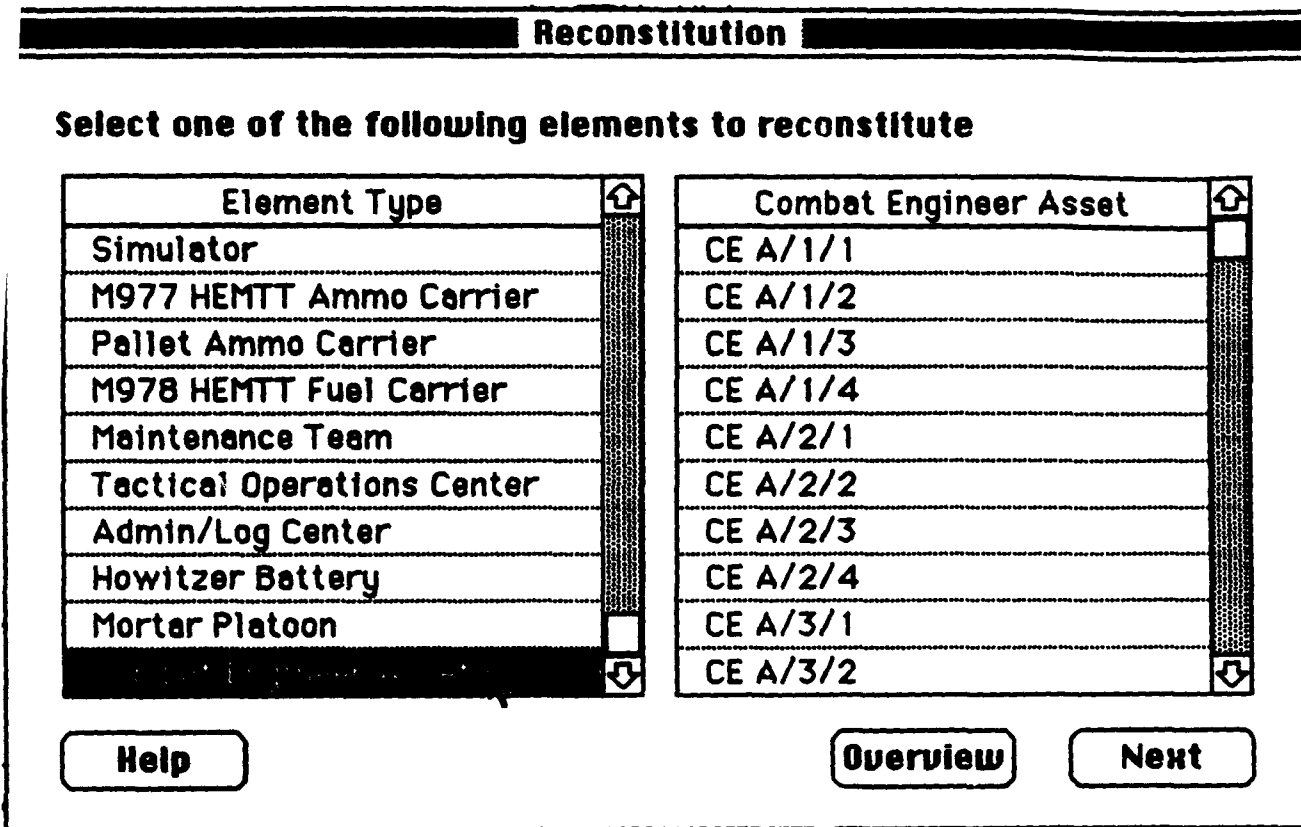 Reconstitution
Select one of the following elements to reconstitute
Element Type
Simulator
M977 HEMTT Ammo Carrier
Pallet Ammo Carrier
M978 HEMTT Fuel Carrier
Maintenance Team
Tactical Operations Center
Admin/Log Center
Howitzer Battery
Mortar Platoon
Combat Engineer Asset
CE A/1/1
CE A/1/2
CE A/1/3
CE A/1/4
CE A/2/1
CE A/2/2
CE A/2/3
CE A/2/4
CE A/3/1
CE A/3/2
Help
Overview
Next